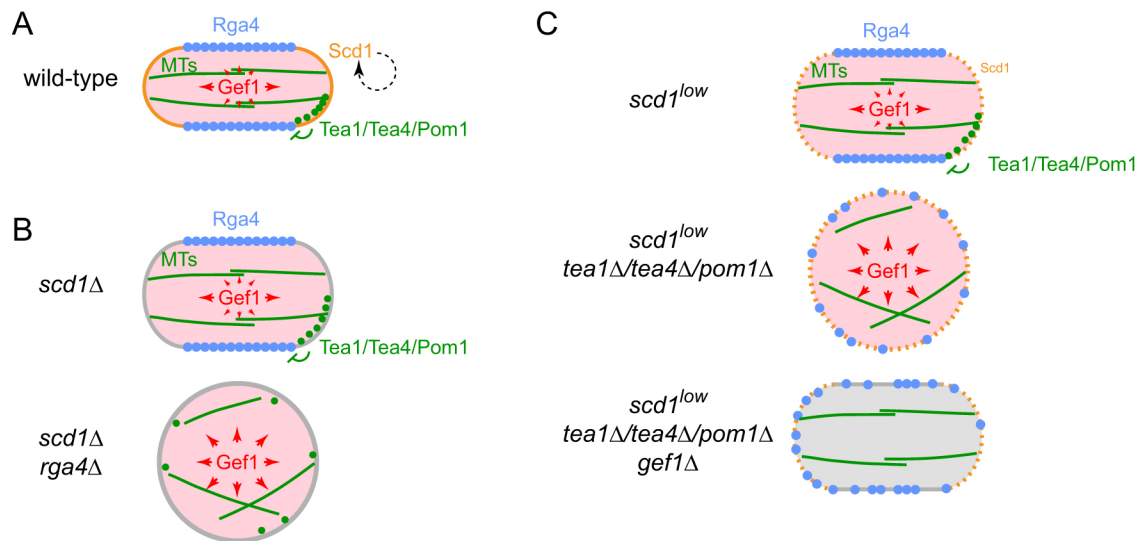 A
wild-type
Rga4
Scd1
MTs
Gef1
Tea1/Tea4/Pom1
B
scd1Δ
Rga4
MTs
Gef1
Tea1/Tea4/Pom1
scd1Δ
rga4Δ
Gef1
C
scd1low
Rga4
Scd1
MTs
Gef1
Tea1/Tea4/Pom1
scd1low
tea1Δ/tea4Δ/pom1Δ
Gef1
scd1low
tea1Δ/tea4Δ/pom1Δ
gef1Δ